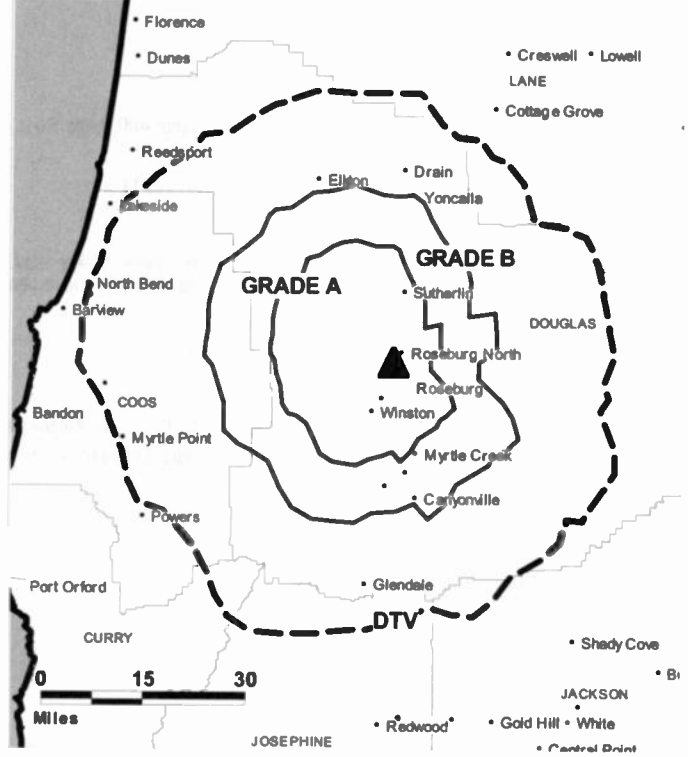 Florence
Creswell Lowell
Dunes
LANE
Cottage Grove
Reedsport
Drain
Elkton
Yoncalla
Lakeside
GRADE B
North Bend
GRADE A
Sutherlin
Barview
DOUGLAS
Roseburg North
Roseburg
COOS
Winston
Bandon
Myrtle Point
Myrtle Creek
Canyonville
Powers
Port Orford
Glendale
DTV
CURRY
Shady Cove
0 15 30
JACKSON
Miles
Redwood
Gold Hill White
JOSEPHINE
Central Point